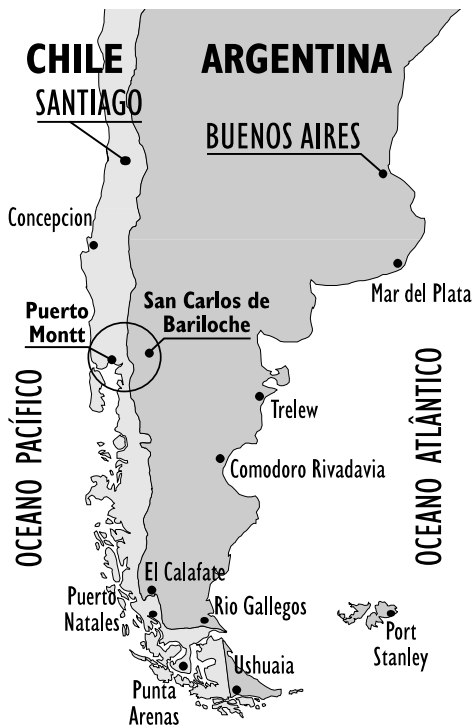 CHILE
ARGENTINA
SANTIAGO
BUENOS AIRES
Concepcion
Mar del Plata
Puerto
Montt
San Carlos de
Bariloche
OCEANO PACÍFICO
OCEANO ATLÂNTICO
Trelew
Comodoro Rivadavia
El Calafate
Puerto
Natales
Rio Gallegos
Port
Stanley
Ushuaia
Punta
Arenas